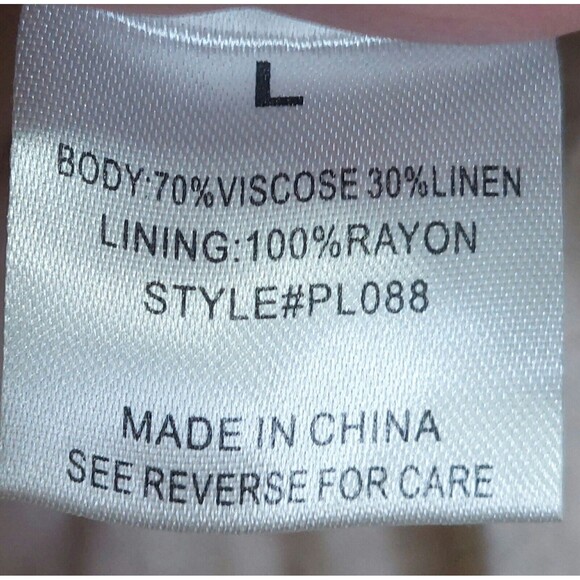 L
BODY:70%VISCOSE 30%LINEN
LINING:100%RAYON
STYLE#PL088
MADE IN CHINA
SEE REVERSE FOR CARE